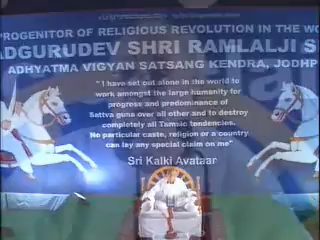 PROGENITOR OF RELIGIOUS REVOLUTION IN THE WO
ADGURUDEV SHRI RAMLALJI S
ADHYATMA VIGYAN SATSANG KENDRA, JODHP
" I have set out alone in the world to
work amongst the large humanity for
progress and predominance of
Sattva guna over all other and to destroy
completely all Tamsic tendencies.
No particular caste, religion or a country
can lay any special claim on me"
Sri Kalki Avataar